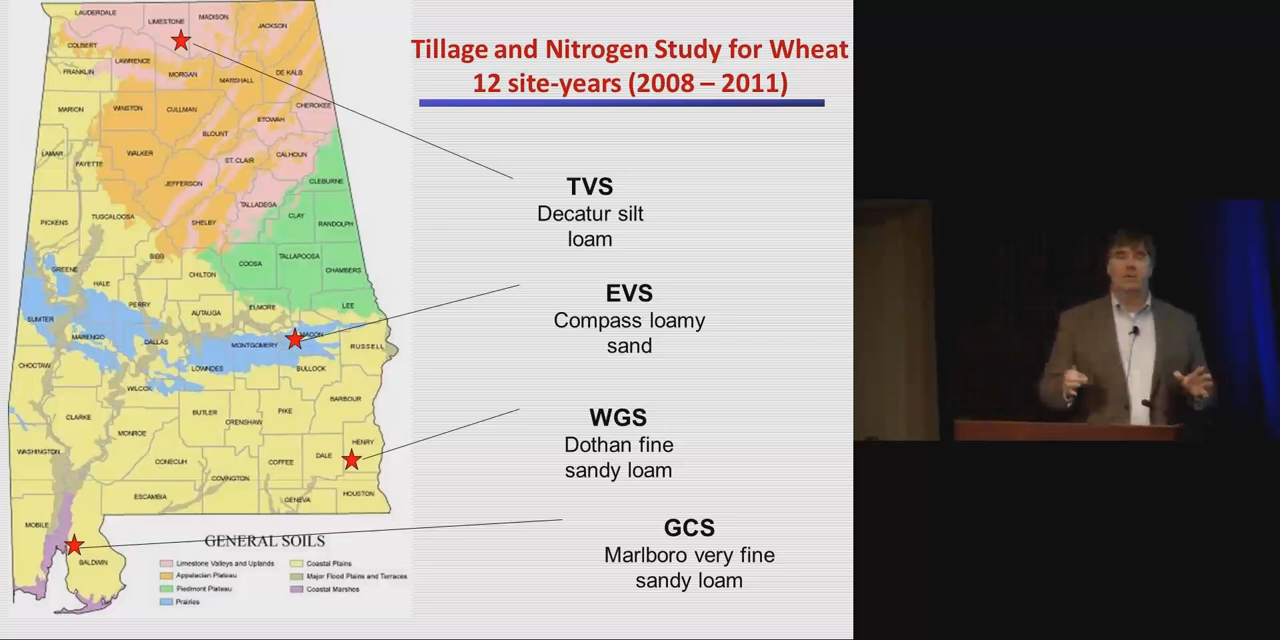 Tillage and Nitrogen Study for Wheat
12 site-years (2008 – 2011)
LAUDERDALE
LIMESTONE
MADISON
JACKSON
COLBERT
LAWRENCE
FRANKLIN
MORGAN
MARSHALL
DE KALB
MARION
WINSTON
CULLMAN
CHEROKEE
ETOWAH
BLOUNT
LAMAR
FAYETTE
WALKER
ST. CLAIR
CALHOUN
JEFFERSON
CLEBURNE
TALLADEGA
PICKENS
TUSCALOOSA
SHELBY
CLAY
RANDOLPH
BIBB
GREENE
HALE
CHILTON
COOSA
TALLAPOOSA
CHAMBERS
PERRY
AUTAUGA
ELMORE
LEE
SUMTER
MARENGO
DALLAS
MONTGOMERY
MACON
RUSSELL
CHOCTAW
LOWNDES
BULLOCK
WILCOX
BARBOUR
CLARKE
BUTLER
PIKE
CRENSHAW
MONROE
HENRY
WASHINGTON
CONECUH
COFFEE
DALE
COVINGTON
ESCAMBIA
GENEVA
HOUSTON
MOBILE
BALDWIN
TVS
Decatur silt
loam
EVS
Compass loamy
sand
WGS
Dothan fine
sandy loam
GCS
Marlboro very fine
sandy loam
GENERAL SOILS
Limestone Valleys and Uplands
Appalacian Plateau
Piedmont Plateau
Prairies
Coastal Plains
Major Flood Plains and Terraces
Coastal Marshes